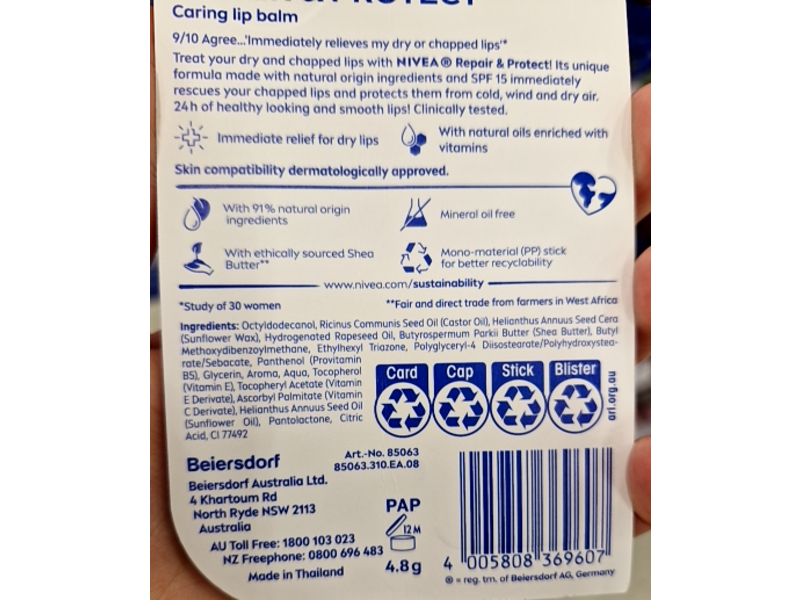 & PROTECT
Caring lip balm
9/10 Agree...'Immediately relieves my dry or chapped lips'*
Treat your dry and chapped lips with NIVEA® Repair & Protect! Its unique
formula made with natural origin ingredients and SPF 15 immediately
rescues your chapped lips and protects them from cold, wind and dry air.
24h of healthy looking and smooth lips! Clinically tested.
Immediate relief for dry lips
With natural oils enriched with
vitamins
Skin compatibility dermatologically approved.
With 91% natural origin
ingredients
Mineral oil free
With ethically sourced Shea
Butter**
Mono-material (PP) stick
for better recyclability
www.nivea.com/sustainability
*Study of 30 women
**Fair and direct trade from farmers in West Africa
Ingredients: Octyldodecanol, Ricinus Communis Seed Oil (Castor Oil), Helianthus Annuus Seed Cera
(Sunflower Wax), Hydrogenated Rapeseed Oil, Butyrospermum Parkii Butter (Shea Butter), Butyl
Methoxydibenzoylmethane, Ethylhexyl Triazone, Polyglyceryl-4 Diisostearate/Polyhydroxystea-
rate/Sebacate, Panthenol (Provitamin
B5), Glycerin, Aroma, Aqua, Tocopherol
(Vitamin E), Tocopheryl Acetate (Vitamin
E Derivate), Ascorbyl Palmitate (Vitamin
C Derivate), Helianthus Annuus Seed Oil
(Sunflower Oil), Pantolactone, Citric
Acid, CI 77492
Card
Cap
Stick
Blister
arl.org.au
Beiersdorf
Beiersdorf Australia Ltd.
4 Khartoum Rd
North Ryde NSW 2113
Australia
AU Toll Free: 1800 103 023
NZ Freephone: 0800 696 483
Made in Thailand
Art.-No. 85063
85063.310.EA.08
PAP
12M
4.8g
4 005808 369607
® = reg. tm. of Beiersdorf AG, Germany